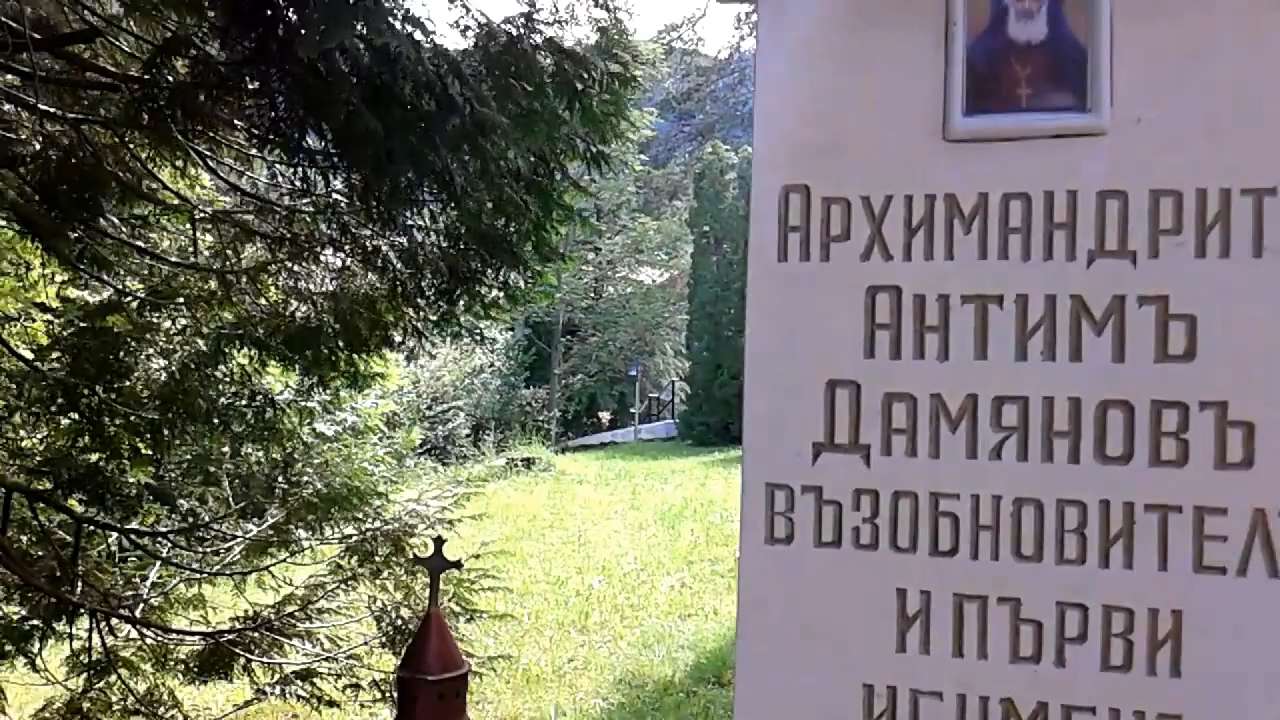 Архимандрит
Антимъ
Дамяновъ
възобновител
и първи